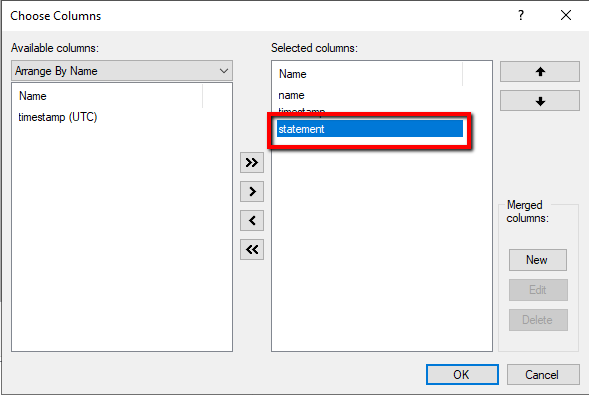 Choose Columns
?
Available columns:
Arrange By Name
Name
timestamp (UTC)
>>
>
<
<<
Selected columns:
Name
name
timestamp
statement
Merged
columns:
New
Edit
Delete
OK
Cancel